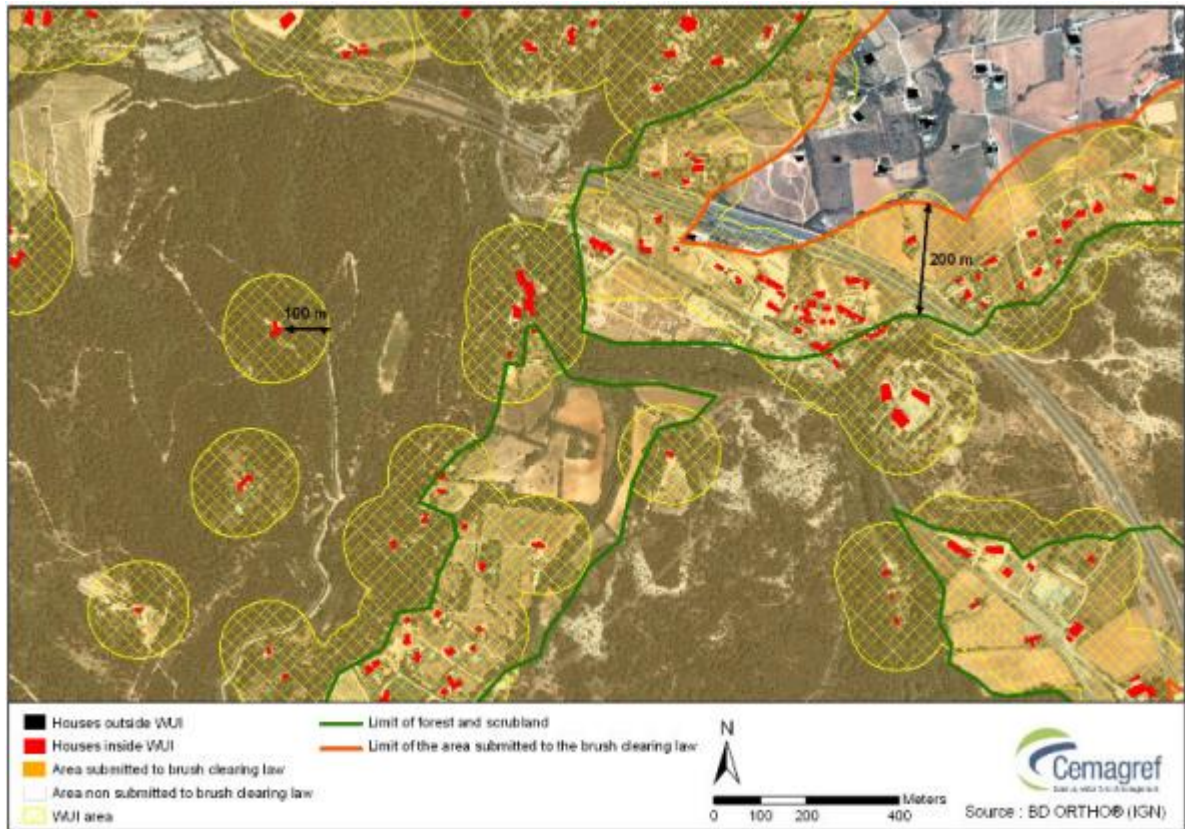 100 m
200 m
Houses outside WUI
Houses inside WUI
Area submitted to brush clearing law
Area non submitted to brush clearing law
WUI area
Limit of forest and scrubland
Limit of the area submitted to the brush clearing law
N
Meters
0 100 200 400
Cemagref
Source : BD ORTHO® (IGN)